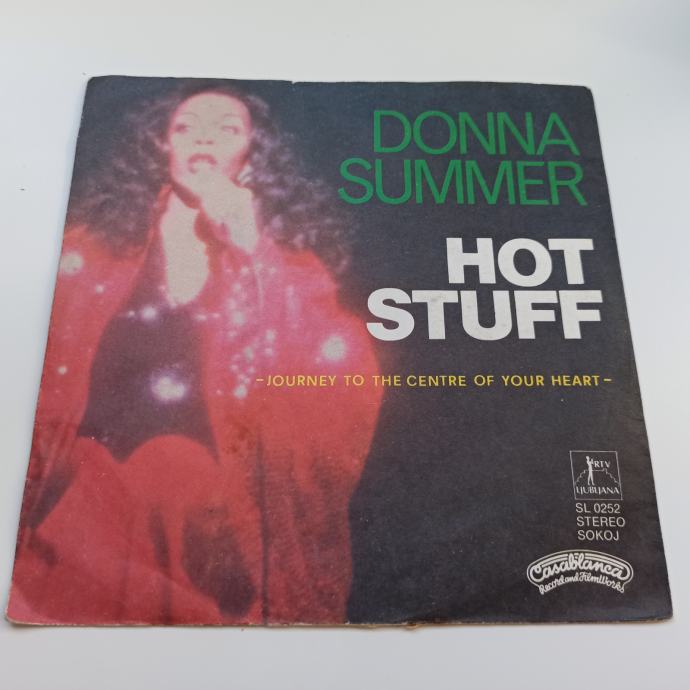 DONNA
SUMMER
HOT
STUFF
-JOURNEY TO THE CENTRE OF YOUR HEART-
RTV
LJUBLJANA
SL 0252
STEREO
SOKOJ
Casablanca
Record and FilmWorks